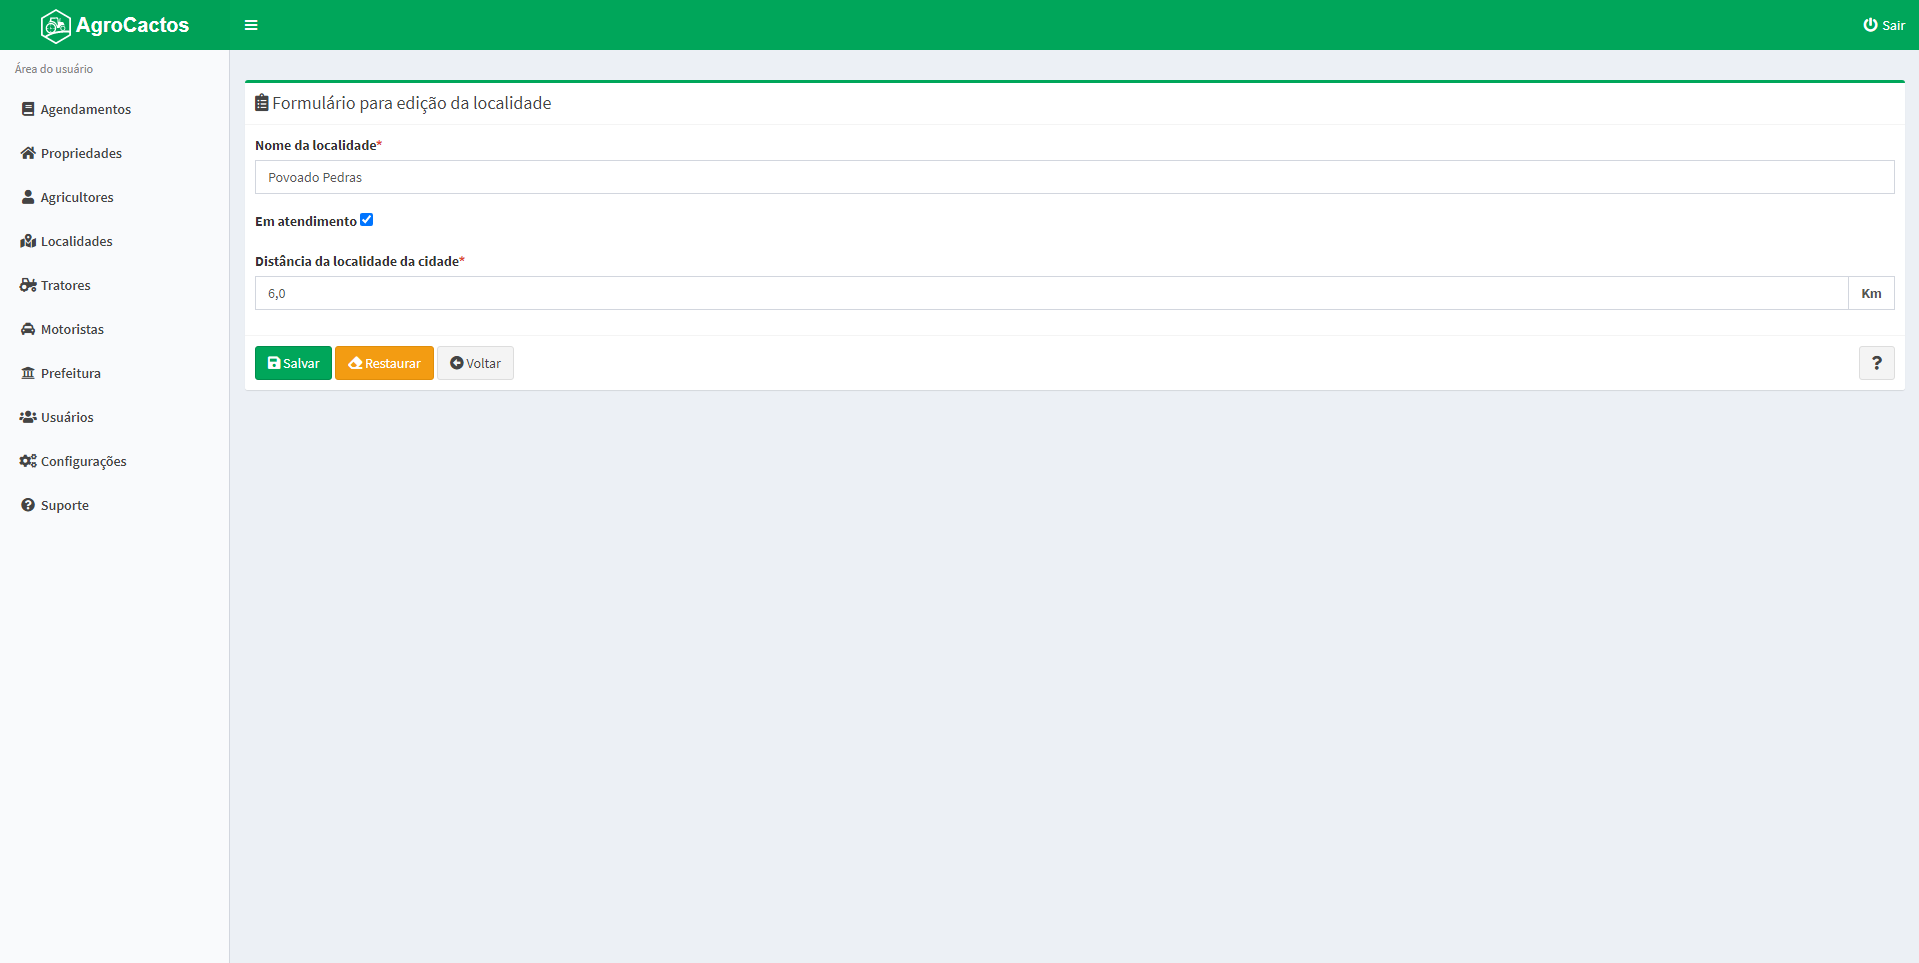 AgroCactos
Sair
Área do usuário
Agendamentos
Propriedades
Agricultores
Localidades
Tratores
Motoristas
Prefeitura
Usuários
Configurações
Suporte
Formulário para edição da localidade
Nome da localidade*
Povoado Pedras
Em atendimento
Distância da localidade da cidade*
6,0 Km
Salvar Restaurar Voltar ?